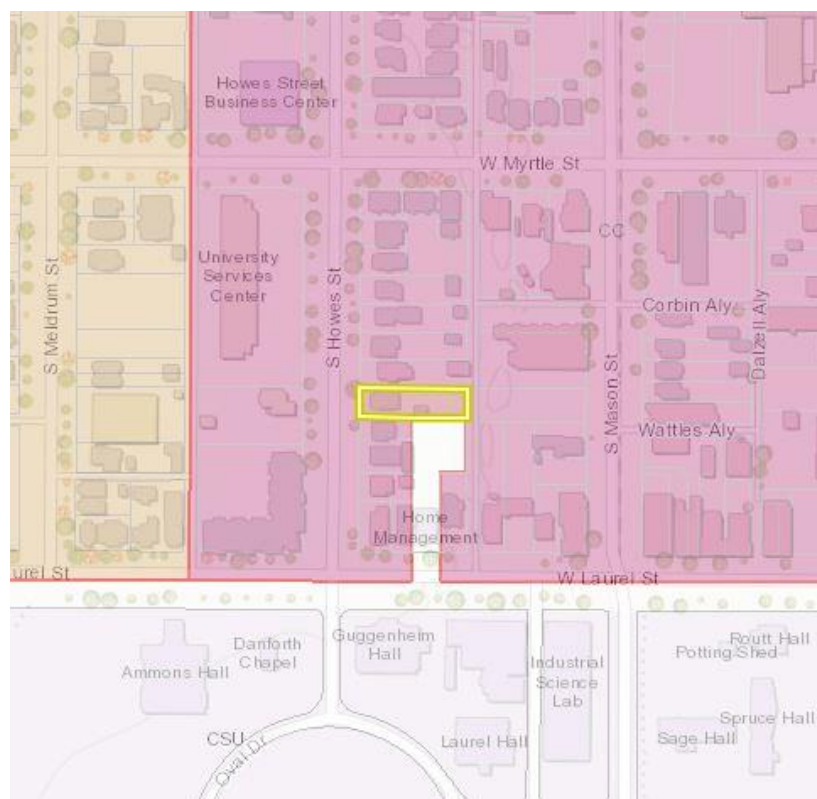 Howes Street
Business Center
W Myrtle St
CC
University
Services
Center
S Meldrum St
S Howes St
Corbin Aly
Dalzell Aly
S Mason St
Wattles Aly
Home
Management
urel St
W Laurel St
Guggenheim
Hall
Danforth
Chapel
Ammons Hall
Industrial
Science
Lab
Routt Hall
Potting Shed
Spruce Hall
Sage Hall
CSU
Oval Dr
Laurel Hall